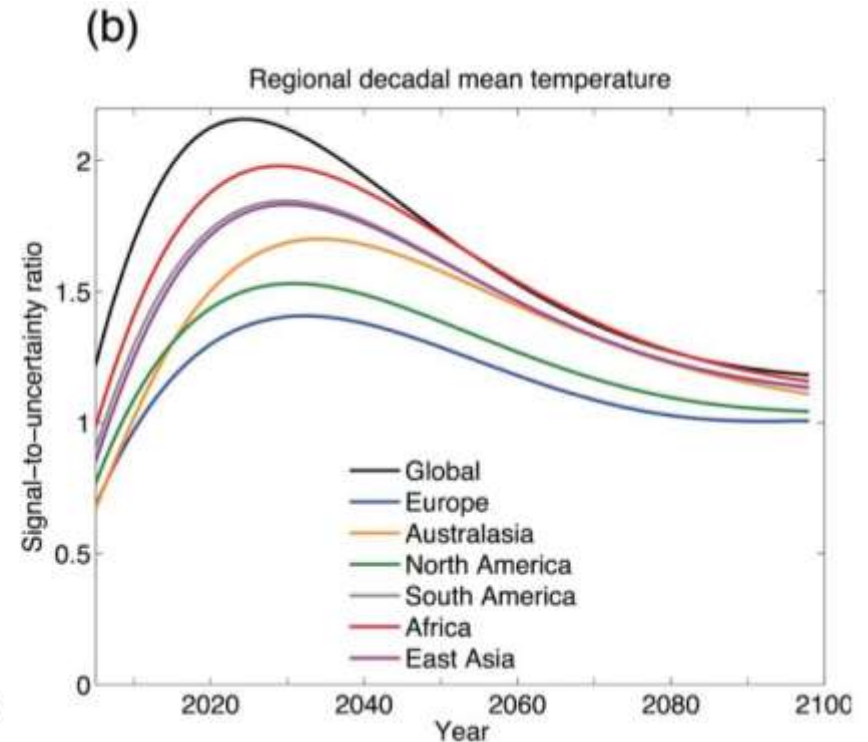 (b)
Regional decadal mean temperature
Signal-to-uncertainty ratio
2
1.5
1
0.5
0
Global
Europe
Australasia
North America
South America
Africa
East Asia
2020 2040 2060 2080 2100
Year